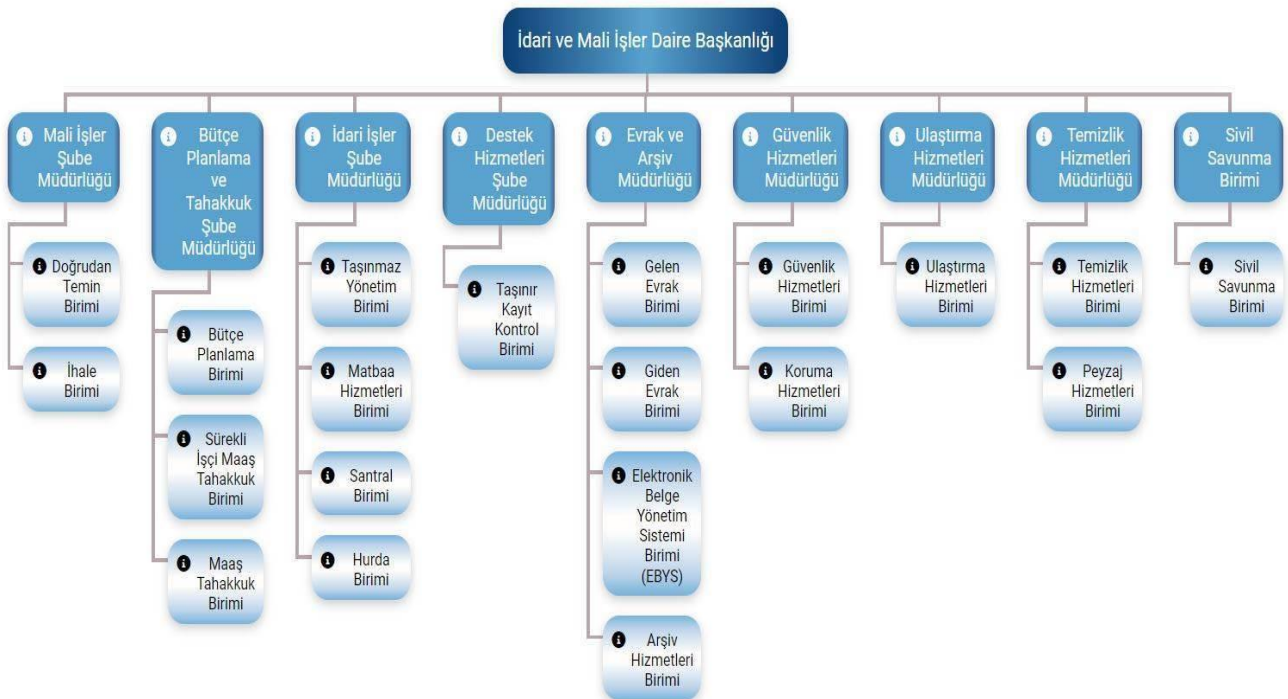 İdari ve Mali İşler Daire Başkanlığı
Mali İşler
Şube
Müdürlüğü
Doğrudan
Temin
Birimi
İhale
Birimi
Bütçe
Planlama
ve
Tahakkuk
Şube
Müdürlüğü
Bütçe
Planlama
Birimi
Sürekli
İşçi Maaş
Tahakkuk
Birimi
Maaş
Tahakkuk
Birimi
İdari İşler
Şube
Müdürlüğü
Taşınmaz
Yönetim
Birimi
Matbaa
Hizmetleri
Birimi
Santral
Birimi
Hurda
Birimi
Destek
Hizmetleri
Şube
Müdürlüğü
Taşınır
Kayıt
Kontrol
Birimi
Evrak ve
Arşiv
Müdürlüğü
Gelen
Evrak
Birimi
Giden
Evrak
Birimi
Elektronik
Belge
Yönetim
Sistemi
Birimi
(EBYS)
Arşiv
Hizmetleri
Birimi
Güvenlik
Hizmetleri
Müdürlüğü
Güvenlik
Hizmetleri
Birimi
Koruma
Hizmetleri
Birimi
Ulaştırma
Hizmetleri
Müdürlüğü
Ulaştırma
Hizmetleri
Birimi
Temizlik
Hizmetleri
Müdürlüğü
Temizlik
Hizmetleri
Birimi
Peyzaj
Hizmetleri
Birimi
Sivil
Savunma
Birimi
Sivil
Savunma
Birimi